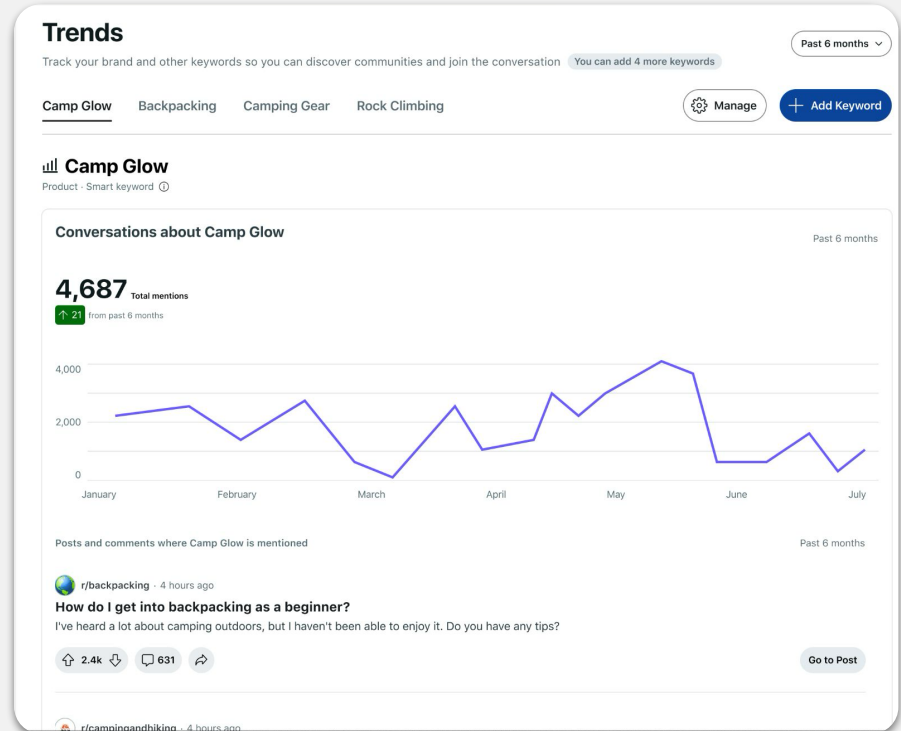 Trends
Past 6 months
Track your brand and other keywords so you can discover communities and join the conversation You can add 4 more keywords
Camp Glow Backpacking Camping Gear Rock Climbing Manage Add Keyword
Camp Glow
Product · Smart keyword
Conversations about Camp Glow
Past 6 months
4,687 Total mentions
↑ 21 from past 6 months
4,000
2,000
0
January February March April May June July
Posts and comments where Camp Glow is mentioned Past 6 months
r/backpacking · 4 hours ago
How do I get into backpacking as a beginner?
I've heard a lot about camping outdoors, but I haven't been able to enjoy it. Do you have any tips?
2.4k 631 Go to Post
r/campingandhiking · 4 hours ago